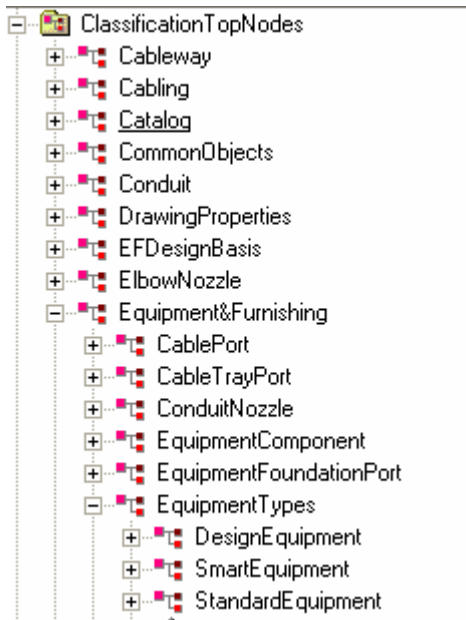 ClassificationTopNodes
Cableway
Cabling
Catalog
CommonObjects
Conduit
DrawingProperties
EFDesignBasis
ElbowNozzle
Equipment&Furnishing
CablePort
CableTrayPort
ConduitNozzle
EquipmentComponent
EquipmentFoundationPort
EquipmentTypes
DesignEquipment
SmartEquipment
StandardEquipment